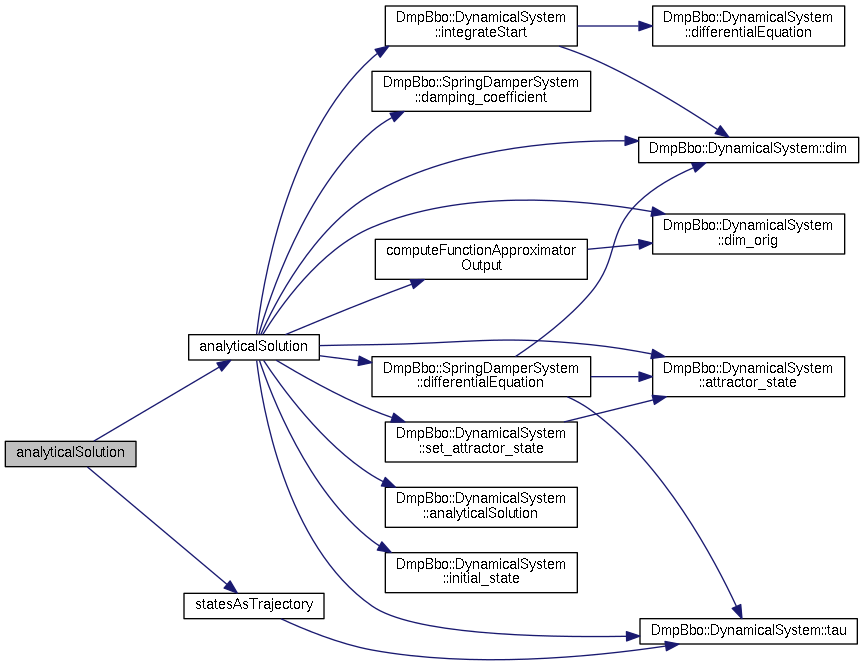 DmpBbo::DynamicalSystem
::integrateStart
DmpBbo::DynamicalSystem
::differentialEquation
DmpBbo::SpringDamperSystem
::damping_coefficient
DmpBbo::DynamicalSystem::dim
DmpBbo::DynamicalSystem
::dim_orig
computeFunctionApproximator
Output
analyticalSolution
DmpBbo::SpringDamperSystem
::differentialEquation
DmpBbo::DynamicalSystem
::attractor_state
DmpBbo::DynamicalSystem
::set_attractor_state
analyticalSolution
DmpBbo::DynamicalSystem
::analyticalSolution
DmpBbo::DynamicalSystem
::initial_state
statesAsTrajectory
DmpBbo::DynamicalSystem::tau